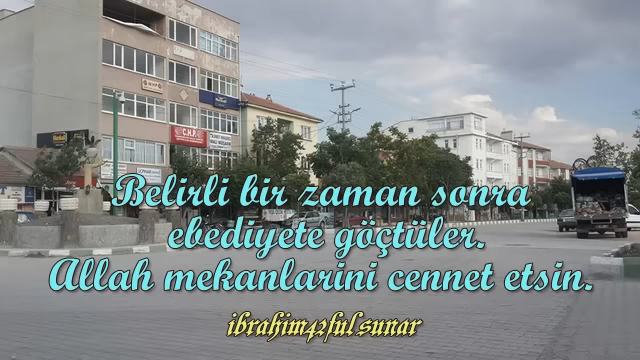 C.H.P.
Belirli bir zaman sonra
ebediyete göçtüler.
Allah mekanlarini cennet etsin.
ibrahim42ful sunar